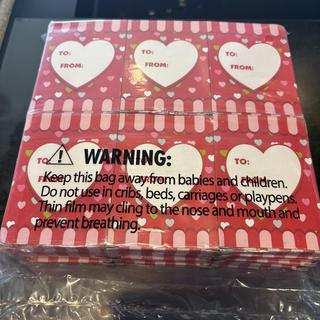 TO: TO: TO:
FROM: FROM: FROM:
TO: TO: TO:
WARNING:
Keep this bag away from babies and children.
Do not use in cribs, beds, carriages or playpens.
Thin film may cling to the nose and mouth and
prevent breathing.